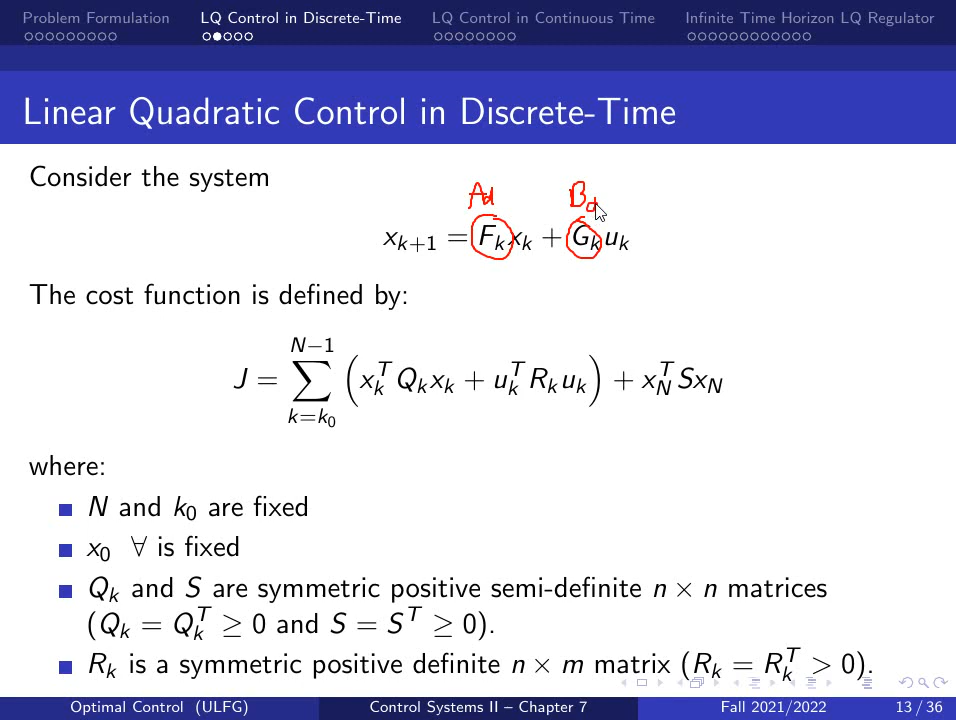 Problem Formulation LQ Control in Discrete-Time LQ Control in Continuous Time Infinite Time Horizon LQ Regulator
Linear Quadratic Control in Discrete-Time
Consider the system
A_d B_d
x_{k+1} = F_k x_k + G_k u_k
The cost function is defined by:
J = \sum_{k=k_0}^{N-1} \left( x_k^T Q_k x_k + u_k^T R_k u_k \right) + x_N^T S x_N
where:
N and k_0 are fixed
x_0 ∀ is fixed
Q_k and S are symmetric positive semi-definite n × n matrices
(Q_k = Q_k^T ≥ 0 and S = S^T ≥ 0).
R_k is a symmetric positive definite n × m matrix (R_k = R_k^T > 0).
Optimal Control (ULFG) Control Systems II – Chapter 7 Fall 2021/2022 13 / 36